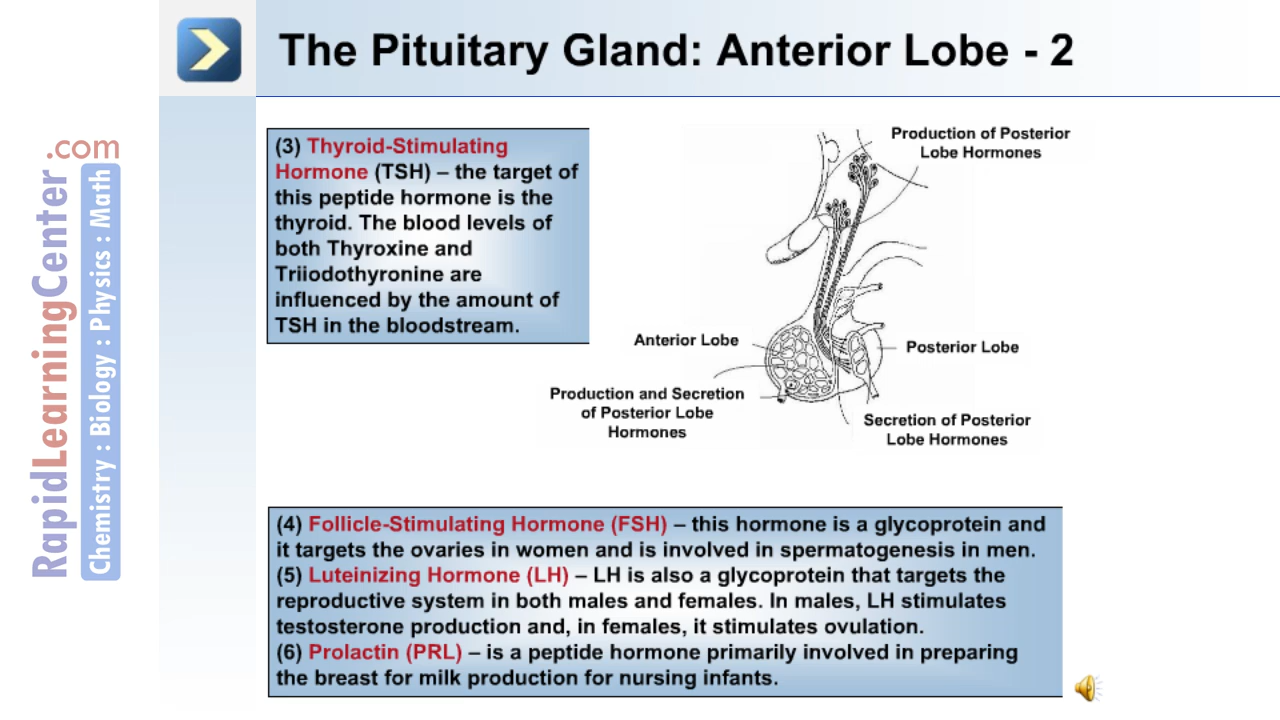 The Pituitary Gland: Anterior Lobe - 2
RapidLearningCenter.com
Chemistry : Biology : Physics : Math
(3) Thyroid-Stimulating
Hormone (TSH) – the target of
this peptide hormone is the
thyroid. The blood levels of
both Thyroxine and
Triiodothyronine are
influenced by the amount of
TSH in the bloodstream.
Production of Posterior
Lobe Hormones
Anterior Lobe
Posterior Lobe
Production and Secretion
of Posterior Lobe
Hormones
Secretion of Posterior
Lobe Hormones
(4) Follicle-Stimulating Hormone (FSH) – this hormone is a glycoprotein and
it targets the ovaries in women and is involved in spermatogenesis in men.
(5) Luteinizing Hormone (LH) – LH is also a glycoprotein that targets the
reproductive system in both males and females. In males, LH stimulates
testosterone production and, in females, it stimulates ovulation.
(6) Prolactin (PRL) – is a peptide hormone primarily involved in preparing
the breast for milk production for nursing infants.